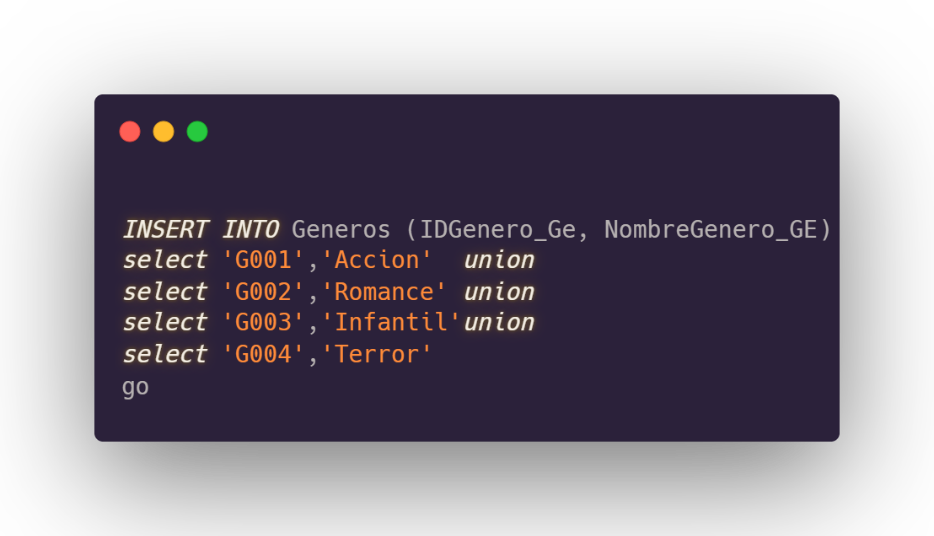 INSERT INTO Generos (IDGenero_Ge, NombreGenero_GE)
select 'G001','Accion'  union
select 'G002','Romance' union
select 'G003','Infantil'union
select 'G004','Terror'
go